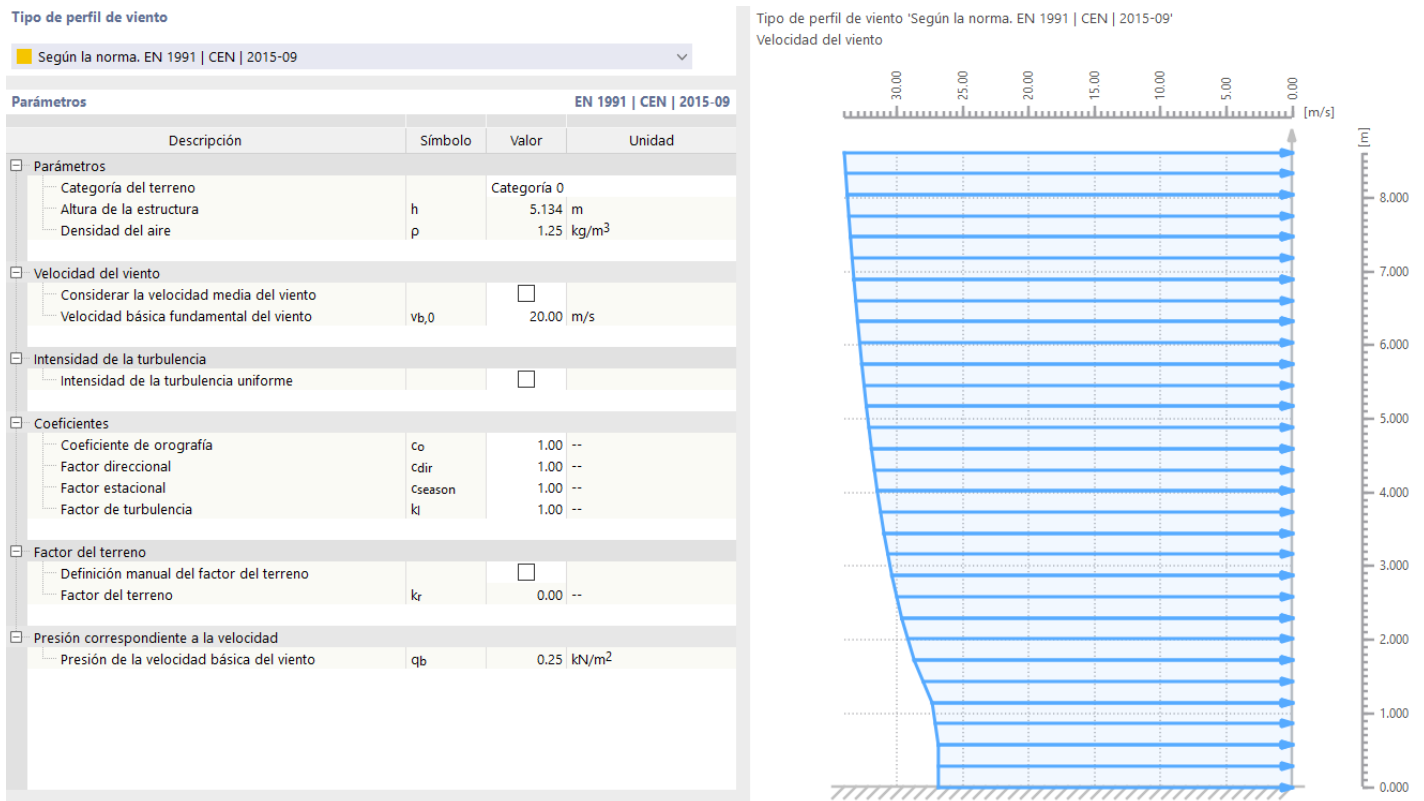 Tipo de perfil de viento
Según la norma. EN 1991 | CEN | 2015-09
Parámetros EN 1991 | CEN | 2015-09
Descripción Símbolo Valor Unidad
Parámetros
Categoría del terreno Categoría 0
Altura de la estructura h 5.134 m
Densidad del aire ρ 1.25 kg/m³
Velocidad del viento
Considerar la velocidad media del viento
Velocidad básica fundamental del viento vb,0 20.00 m/s
Intensidad de la turbulencia
Intensidad de la turbulencia uniforme
Coeficientes
Coeficiente de orografía co 1.00 --
Factor direccional cdir 1.00 --
Factor estacional cseason 1.00 --
Factor de turbulencia kI 1.00 --
Factor del terreno
Definición manual del factor del terreno
Factor del terreno kr 0.00 --
Presión correspondiente a la velocidad
Presión de la velocidad básica del viento qb 0.25 kN/m²
Tipo de perfil de viento 'Según la norma. EN 1991 | CEN | 2015-09'
Velocidad del viento
30.00 25.00 20.00 15.00 10.00 5.00 0.00
[m/s]
[m]
8.000
7.000
6.000
5.000
4.000
3.000
2.000
1.000
0.000